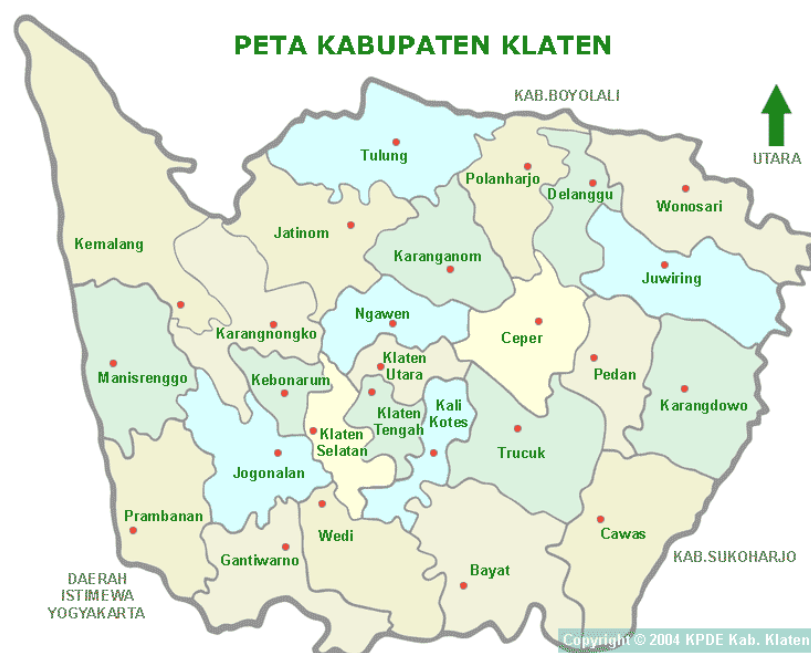 PETA KABUPATEN KLATEN
KAB.BOYOLALI
UTARA
Tulung
Polanharjo
Delanggu
Wonosari
Kemalang
Jatinom
Karanganom
Juwiring
Ngawen
Karangnongko
Ceper
Klaten
Utara
Manisrenggo
Kebonarum
Pedan
Karangdowo
Kali
Kotes
Klaten
Tengah
Klaten
Selatan
Jogonalan
Trucuk
Prambanan
Wedi
Cawas
Gantiwarno
Bayat
KAB.SUKOHARJO
DAERAH
ISTIMEWA
YOGYAKARTA
Copyright © 2004 KPDE Kab. Klaten